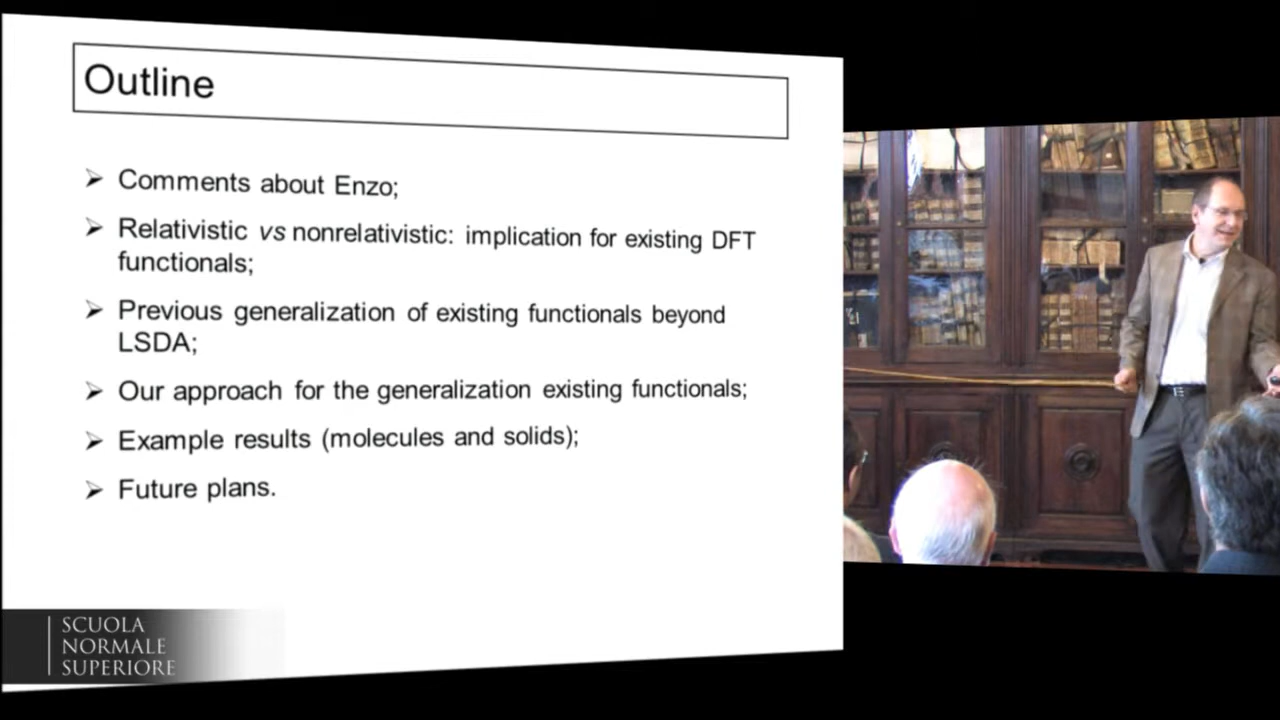 Outline
Comments about Enzo;
Relativistic vs nonrelativistic: implication for existing DFT
functionals;
Previous generalization of existing functionals beyond
LSDA;
Our approach for the generalization existing functionals;
Example results (molecules and solids);
Future plans.
SCUOLA
NORMALE
SUPERIORE